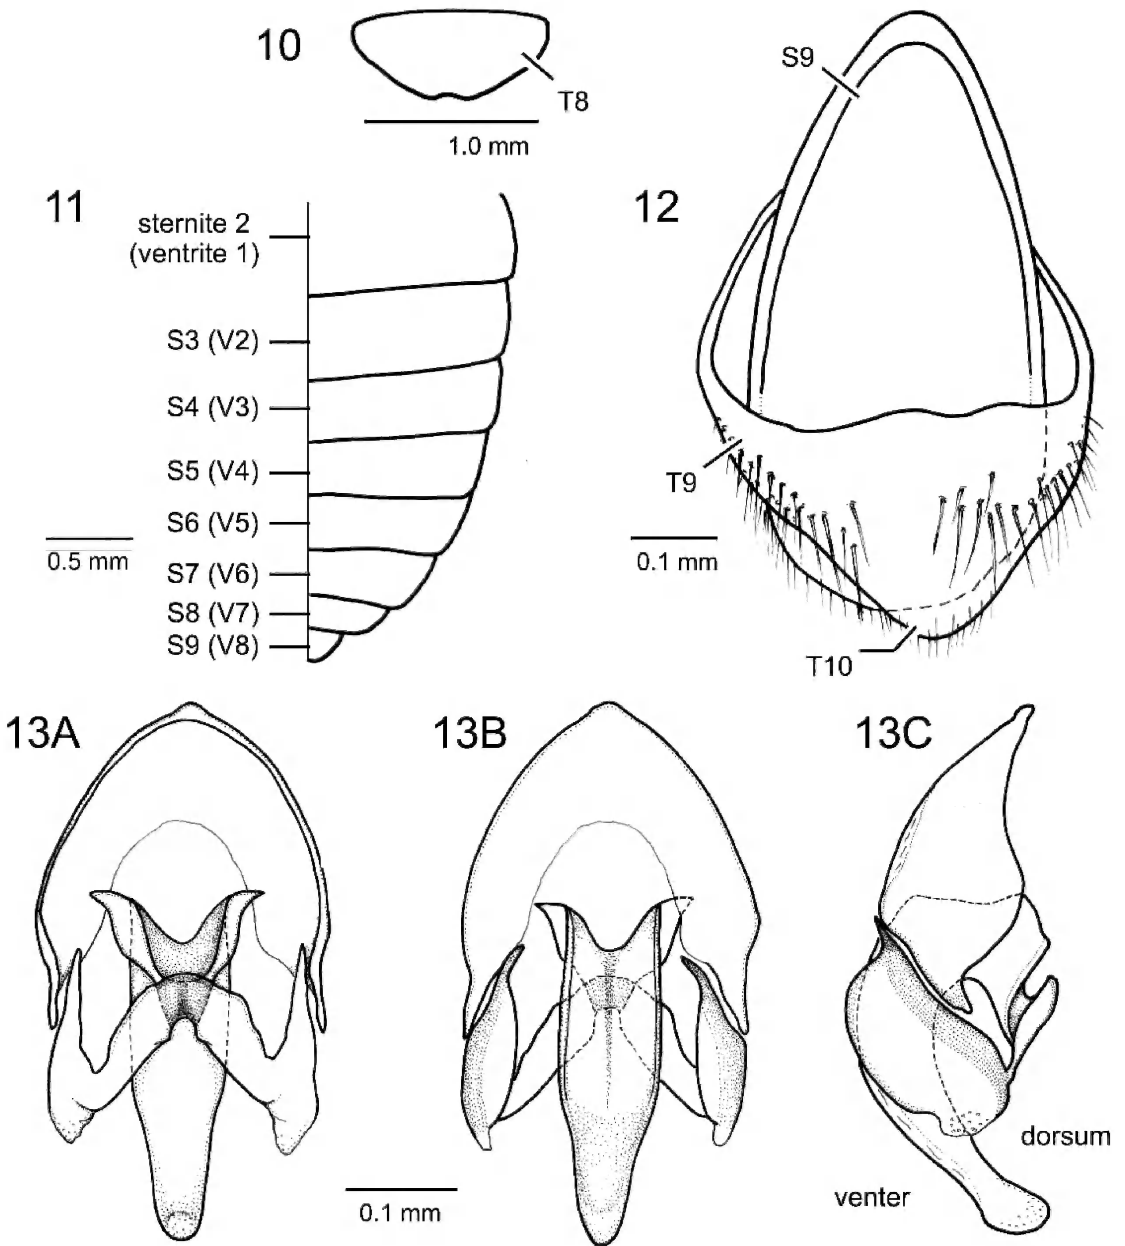 10
T8
1.0 mm
11
sternite 2
(ventrite 1)
S3 (V2)
S4 (V3)
S5 (V4)
S6 (V5)
S7 (V6)
S8 (V7)
S9 (V8)
0.5 mm
12
S9
T9
0.1 mm
T10
13A
13B
13C
0.1 mm
venter
dorsum